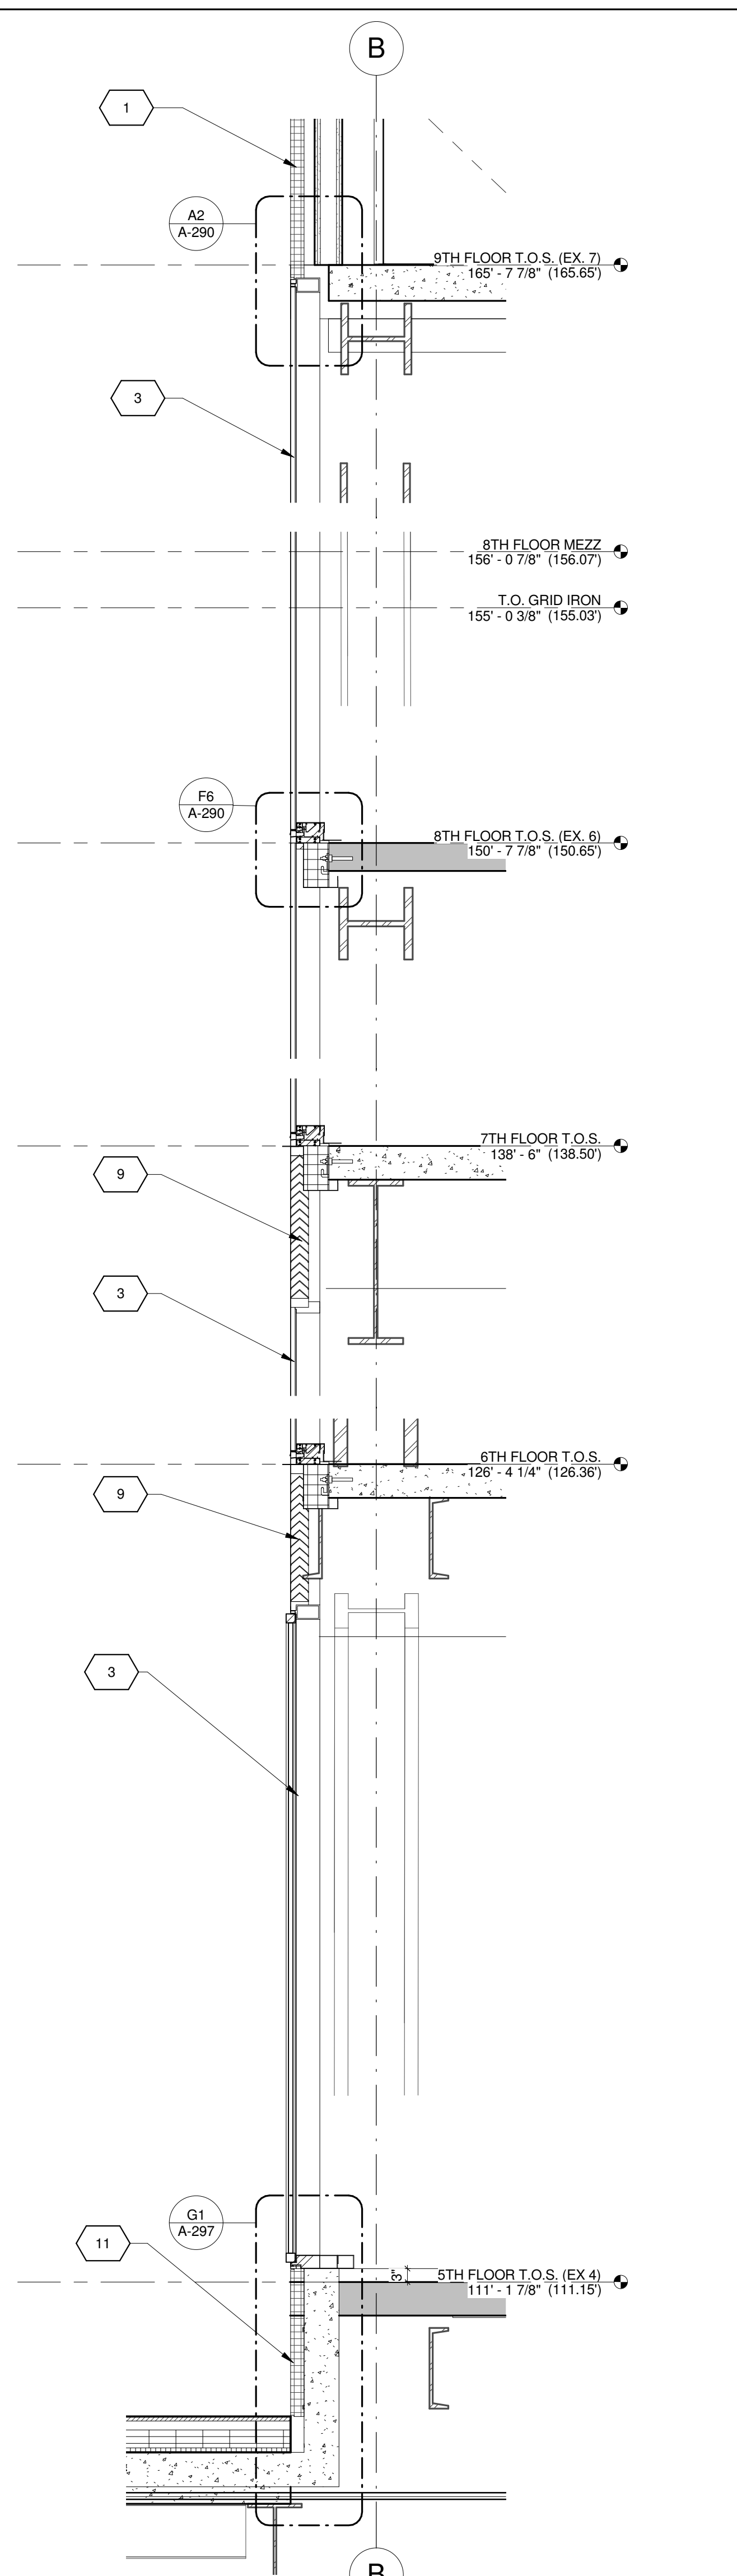 B
1
A2
A-290
9TH FLOOR T.O.S. (EX. 7)
165' - 7 7/8" (165.65')
3
8TH FLOOR MEZZ
156' - 0 7/8" (156.07')
T.O. GRID IRON
155' - 0 3/8" (155.03')
F6
A-290
8TH FLOOR T.O.S. (EX. 6)
150' - 7 7/8" (150.65')
7TH FLOOR T.O.S.
138' - 6" (138.50')
9
3
6TH FLOOR T.O.S.
126' - 4 1/4" (126.36')
9
3
G1
A-297
11
3"
5TH FLOOR T.O.S. (EX 4)
111' - 1 7/8" (111.15')
B